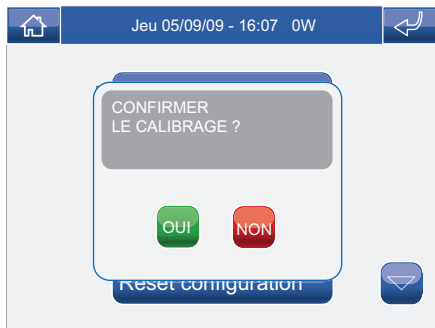 Jeu 05/09/09 - 16:07 0W
CONFIRMER
LE CALIBRAGE ?
OUI NON
Reset configuration